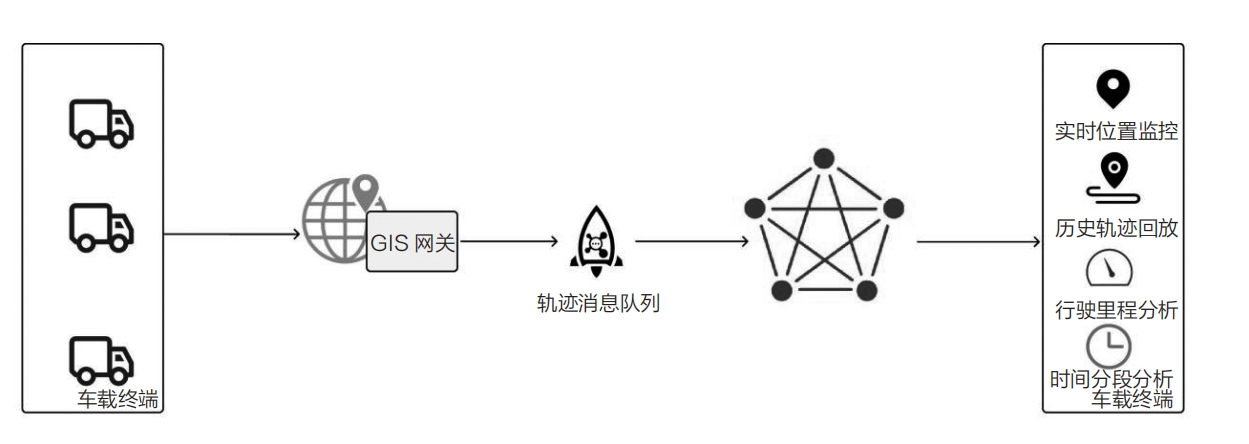 车载终端
GIS 网关
轨迹消息队列
实时位置监控
历史轨迹回放
行驶里程分析
时间分段分析
车载终端